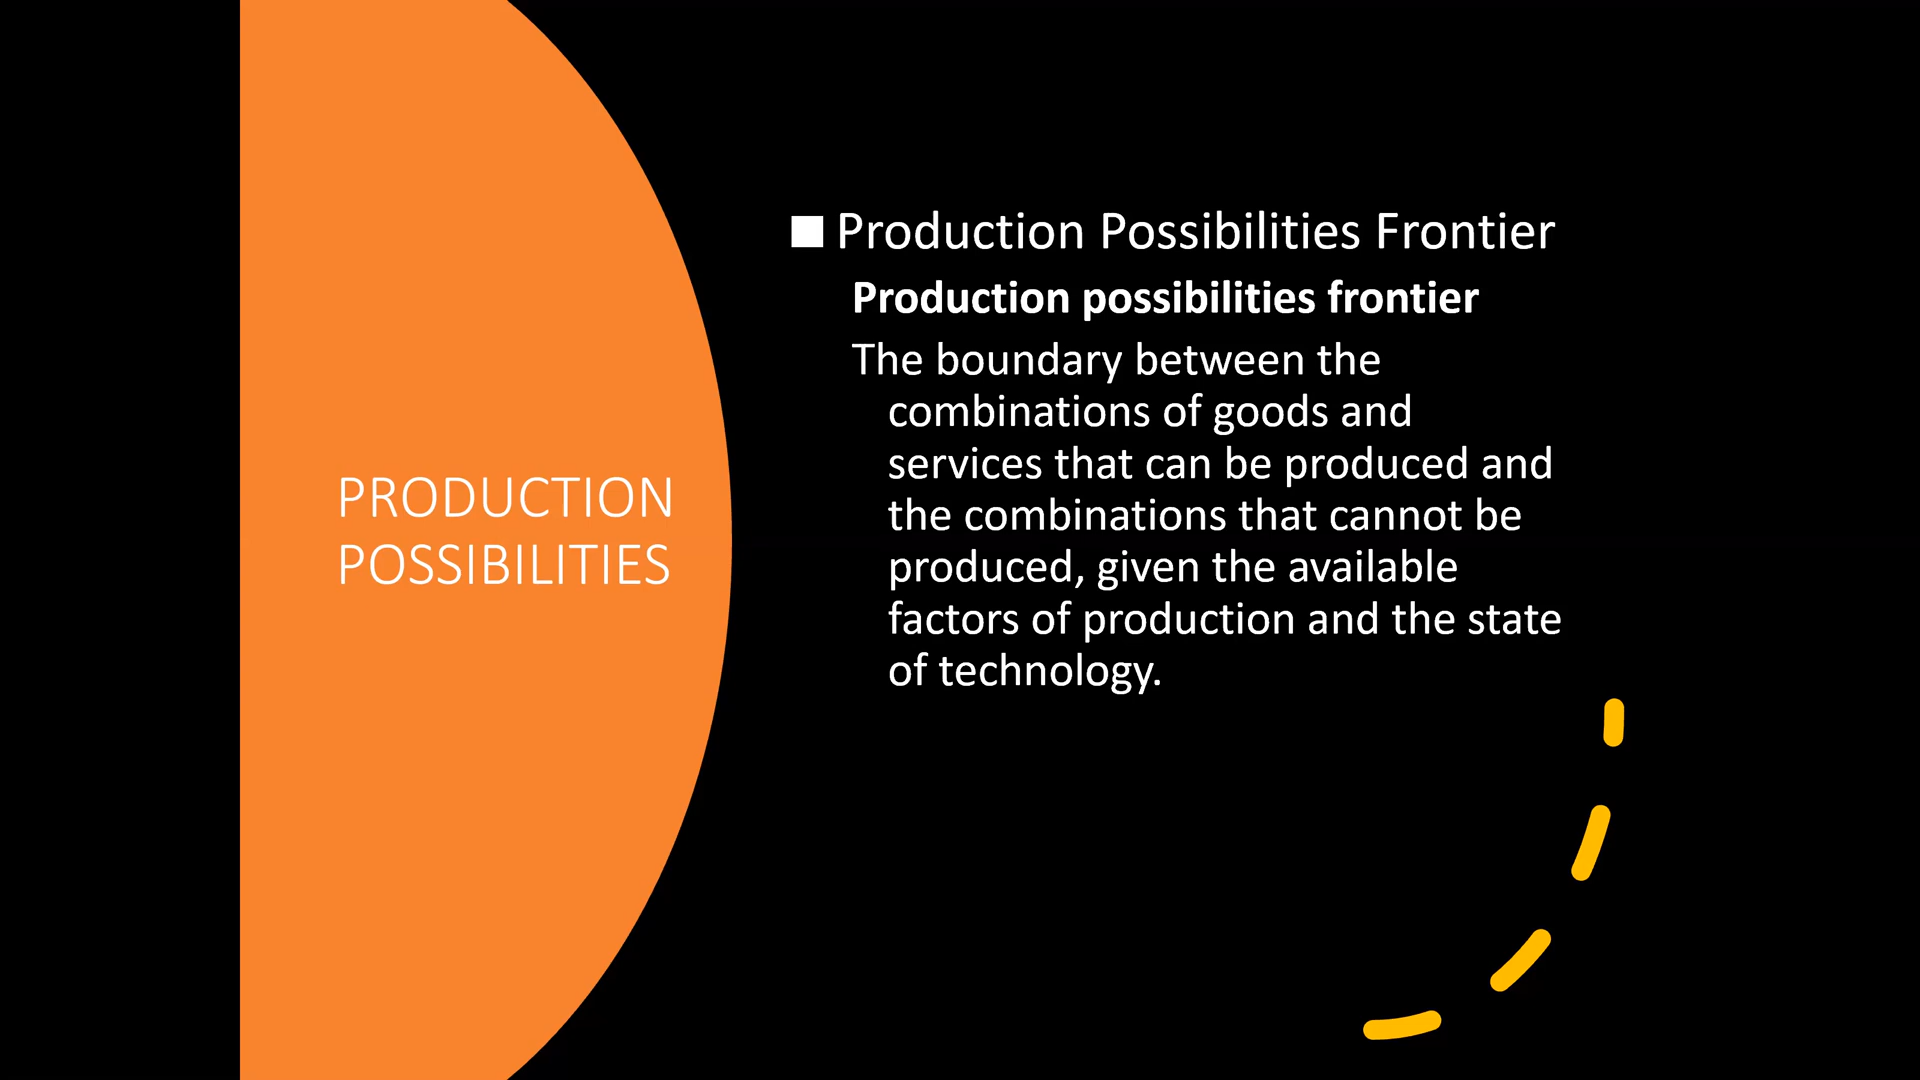 PRODUCTION
POSSIBILITIES
Production Possibilities Frontier
Production possibilities frontier
The boundary between the
combinations of goods and
services that can be produced and
the combinations that cannot be
produced, given the available
factors of production and the state
of technology.